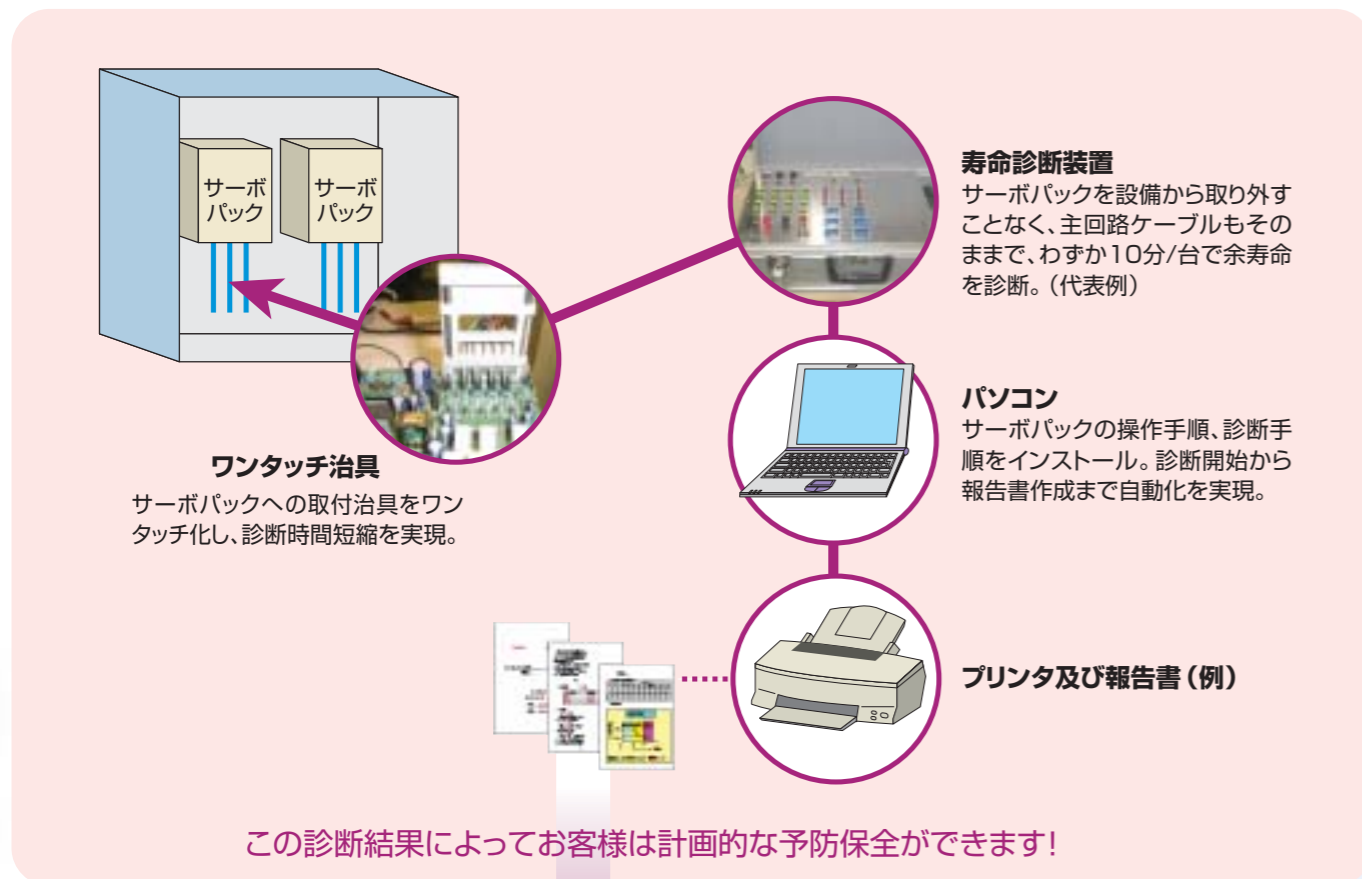 サーボ
パック
サーボ
パック
寿命診断装置
サーボパックを設備から取り外す
ことなく、主回路ケーブルもその
ままで、わずか10分/台で余寿命
を診断。(代表例)
ワンタッチ治具
サーボパックへの取付治具をワン
タッチ化し、診断時間短縮を実現。
パソコン
サーボパックの操作手順、診断手
順をインストール。診断開始から
報告書作成まで自動化を実現。
プリンタ及び報告書(例)
この診断結果によってお客様は計画的な予防保全ができます!